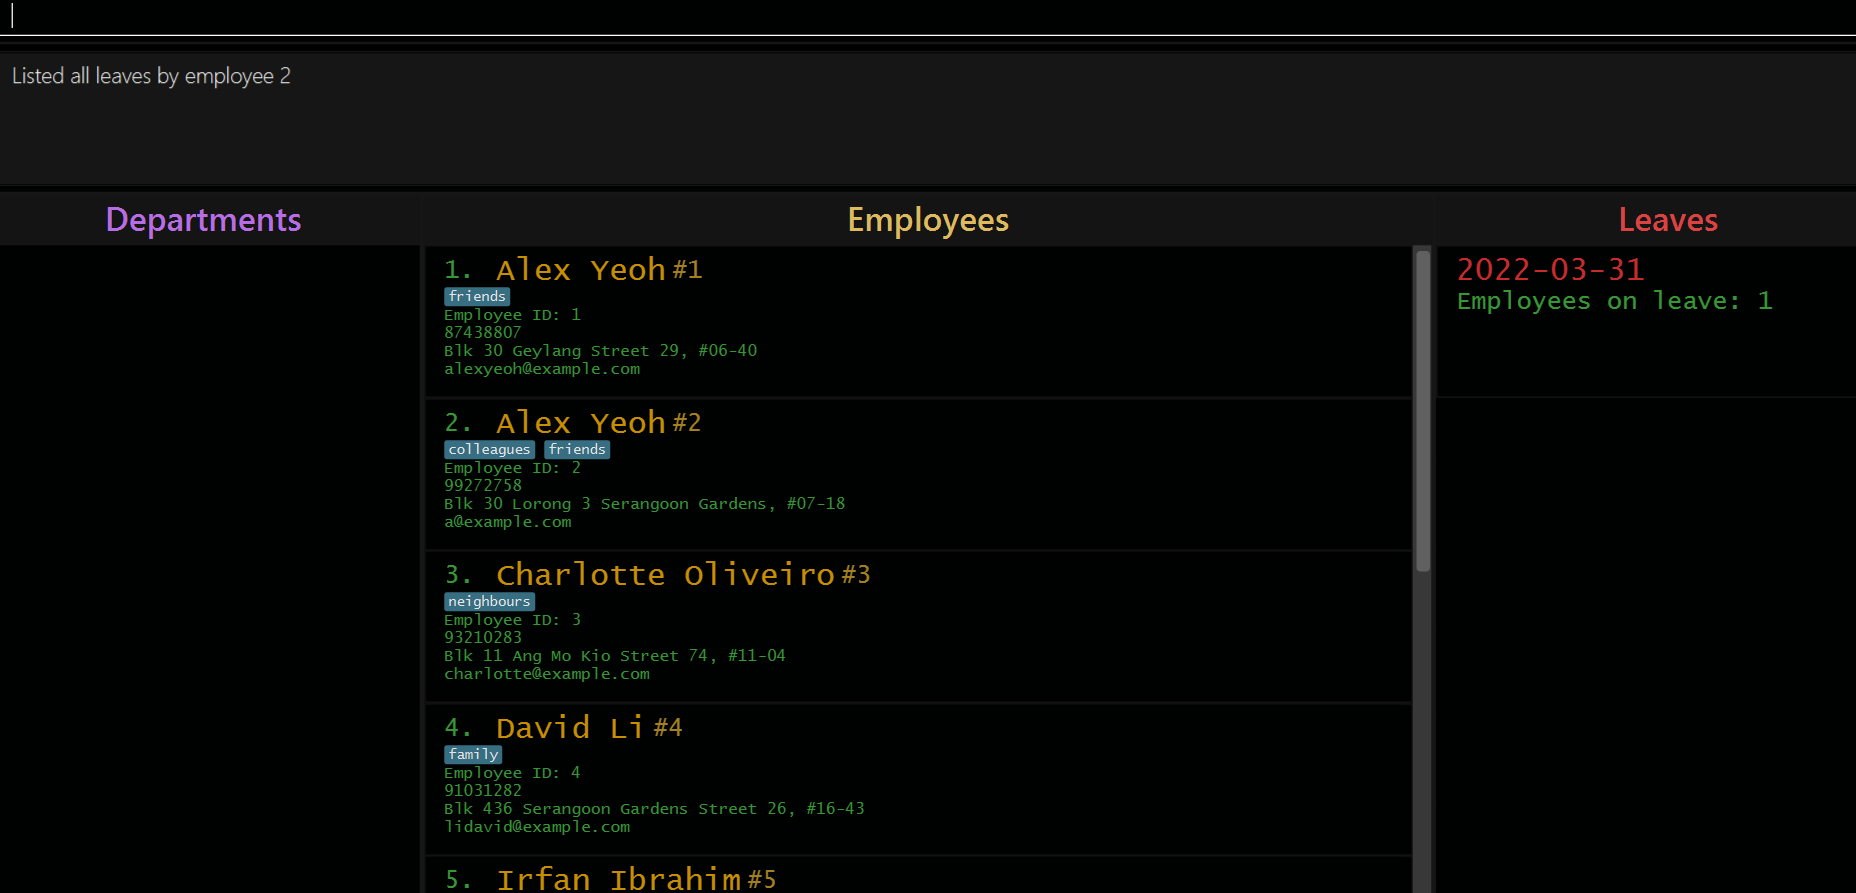 Listed all leaves by employee 2
Departments
Employees
Leaves
1. Alex Yeoh #1
friends
Employee ID: 1
87438807
Blk 30 Geylang Street 29, #06-40
alexyeoh@example.com
2. Alex Yeoh #2
colleagues friends
Employee ID: 2
99272758
Blk 30 Lorong 3 Serangoon Gardens, #07-18
a@example.com
3. Charlotte Oliveiro #3
neighbours
Employee ID: 3
93210283
Blk 11 Ang Mo Kio Street 74, #11-04
charlotte@example.com
4. David Li #4
family
Employee ID: 4
91031282
Blk 436 Serangoon Gardens Street 26, #16-43
lidavid@example.com
5. Irfan Ibrahim #5
2022-03-31
Employees on leave: 1